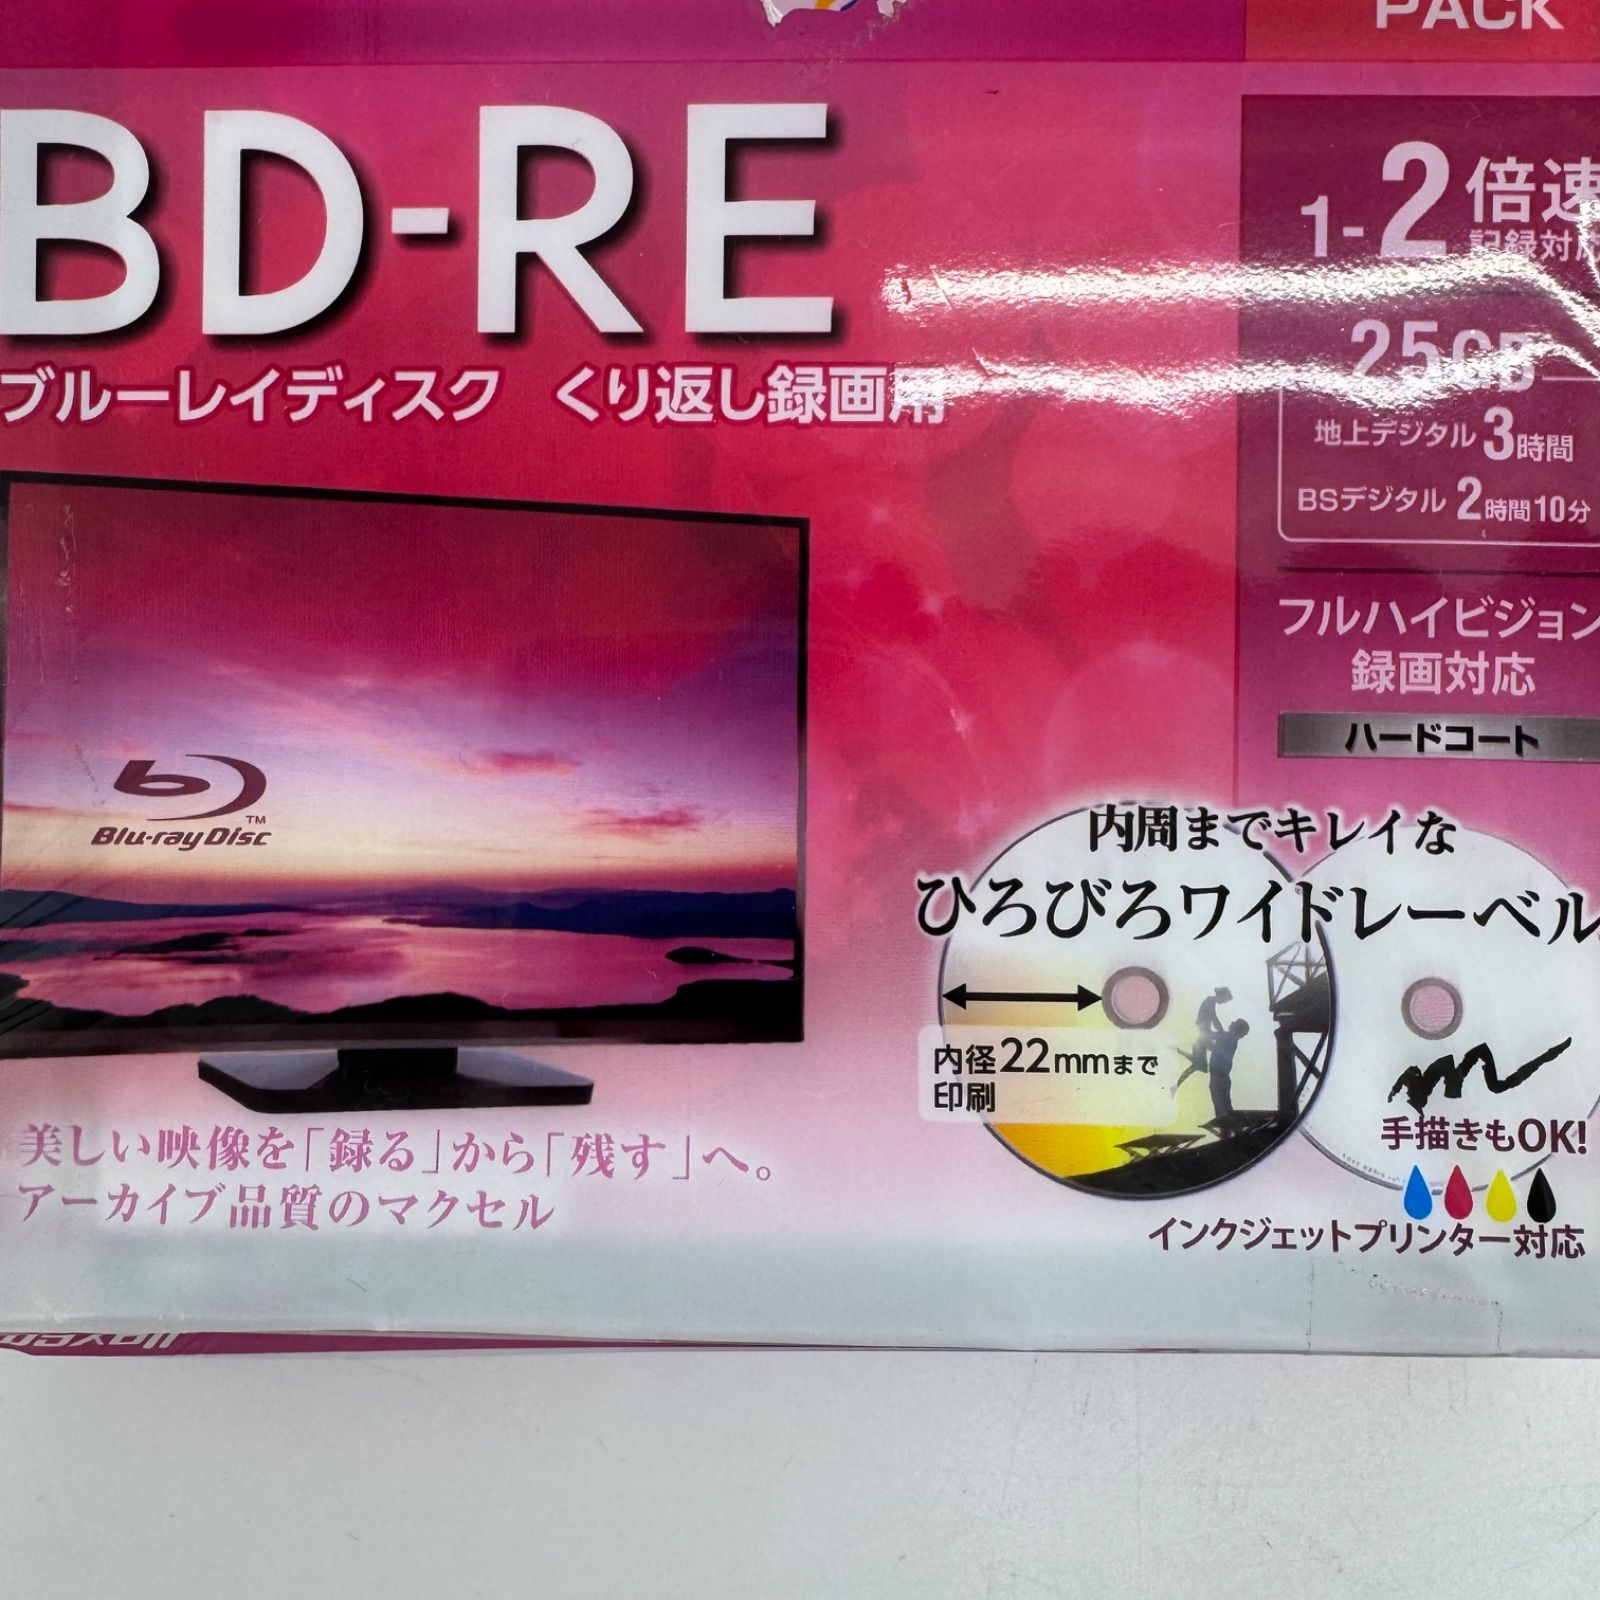 PACK
BD-RE
ブルーレイディスク くり返し録画用
1-2倍速
記録対応
25GB
地上デジタル 3時間
BSデジタル 2時間10分
フルハイビジョン
録画対応
ハードコート
Blu-ray Disc
TM
内周までキレイな
ひろびろワイドレーベル
内径22mmまで
印刷
手描きもOK!
インクジェットプリンター対応
美しい映像を「録る」から「残す」へ。
アーカイブ品質のマクセル
maxell